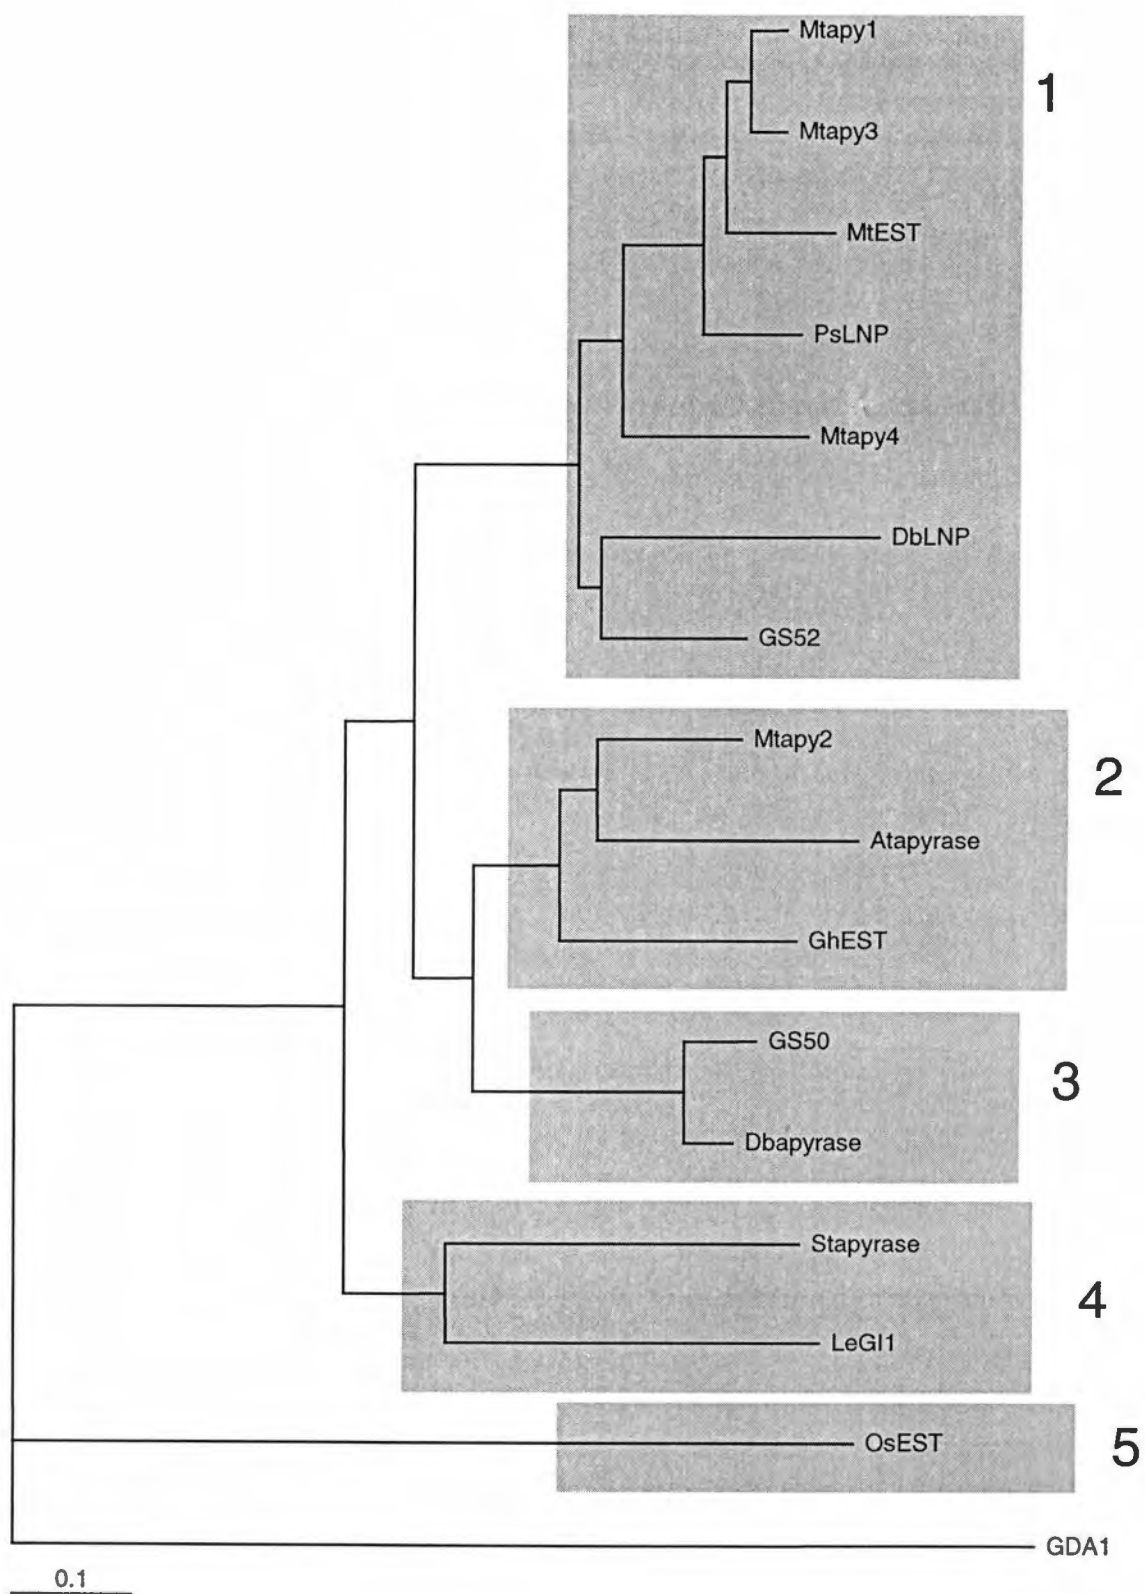 Mtapy1
1
Mtapy3
MtEST
PsLNP
Mtapy4
DbLNP
GS52
Mtapy2
2
Atapyrase
GhEST
GS50
3
Dbapyrase
Stapyrase
4
LeGI1
OsEST
5
GDA1
0.1